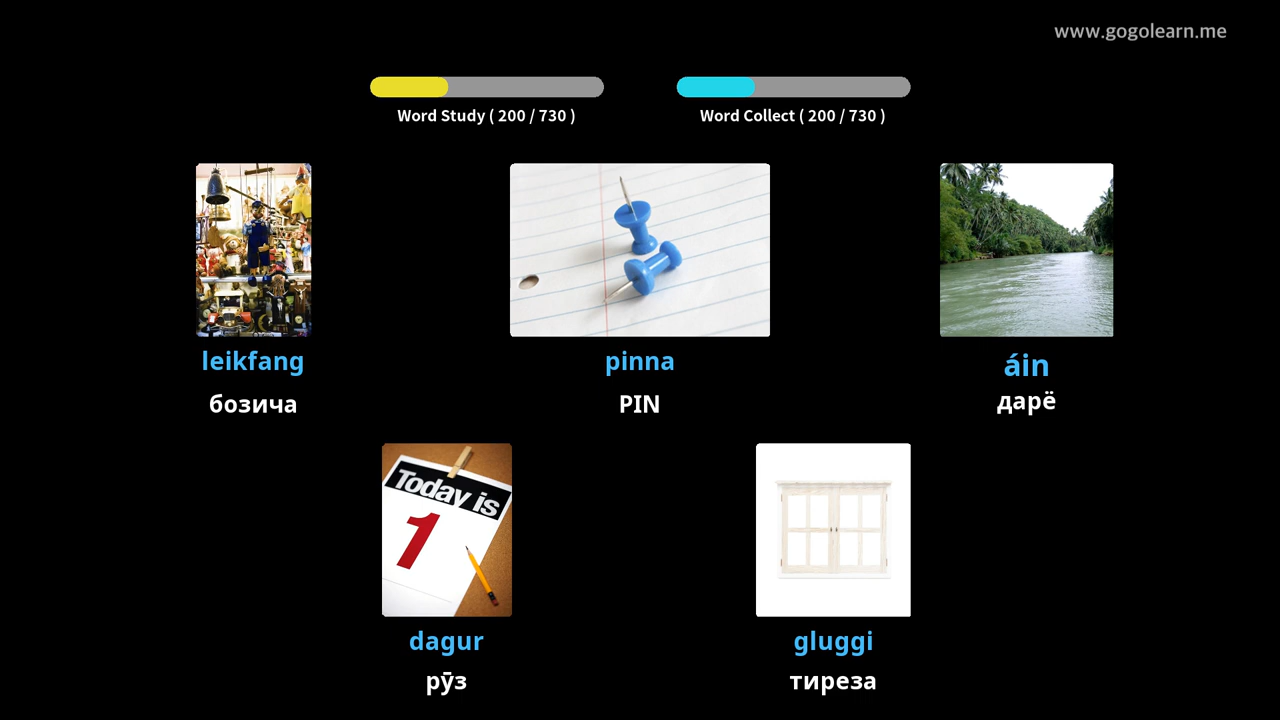 www.gogolearn.me
Word Study ( 200 / 730 )
Word Collect ( 200 / 730 )
leikfang
бозича
pinna
PIN
áin
дарё
Today is
1
dagur
рӯз
gluggi
тиреза